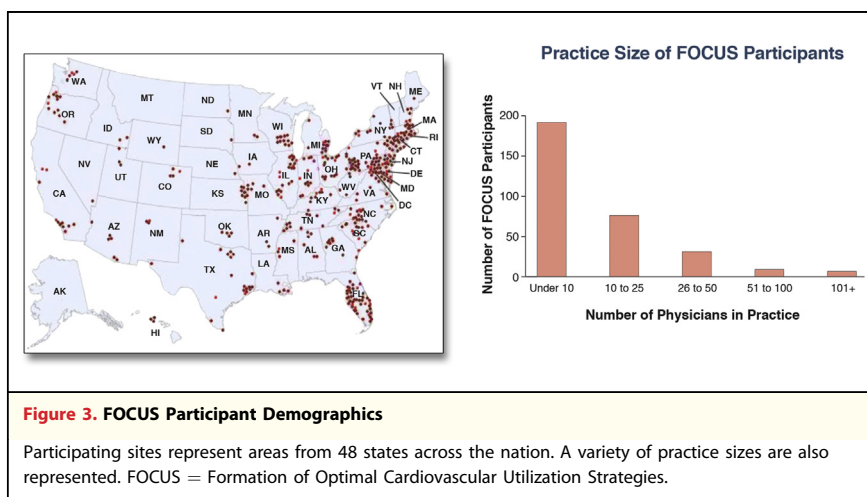 WA
MT
ND
MN
OR
ID
WY
SD
WI
MI
VT
NH
ME
MA
NY
RI
CT
NV
UT
CO
NE
IA
IL
IN
OH
PA
NJ
DE
MD
DC
CA
KS
MO
KY
WV
VA
AZ
NM
OK
AR
TN
NC
SC
TX
LA
MS
AL
GA
FL
AK
HI
Practice Size of FOCUS Participants
Number of FOCUS Participants
200
150
100
50
0
Under 10
10 to 25
26 to 50
51 to 100
101+
Number of Physicians in Practice
Figure 3. FOCUS Participant Demographics
Participating sites represent areas from 48 states across the nation. A variety of practice sizes are also
represented. FOCUS = Formation of Optimal Cardiovascular Utilization Strategies.